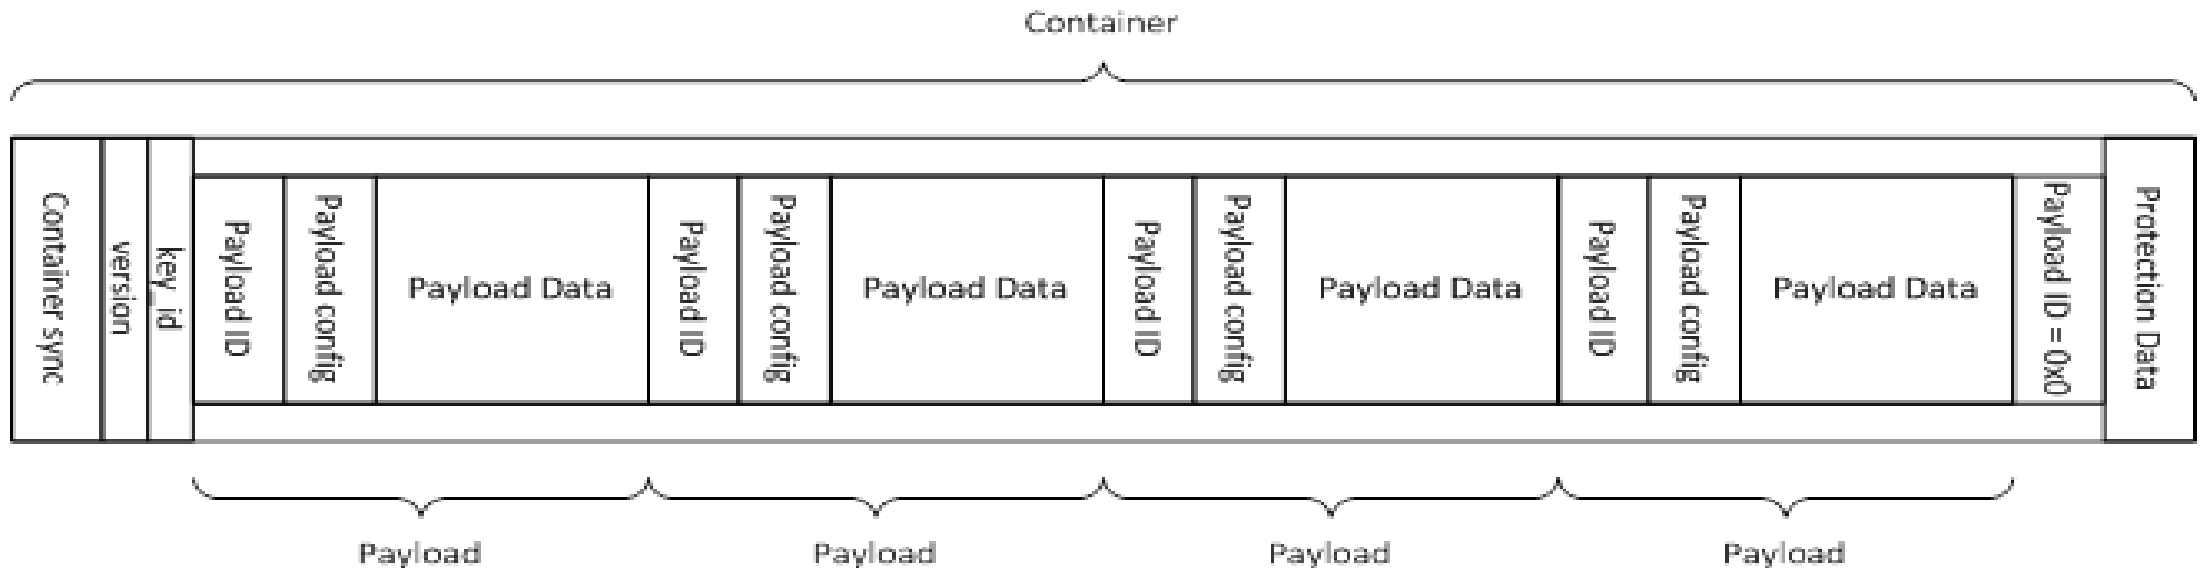 Container
Container sync
version
key_id
Payload ID
Payload config
Payload Data
Payload ID
Payload config
Payload Data
Payload ID
Payload config
Payload Data
Payload ID
Payload config
Payload Data
Payload ID = 0x0
Protection Data
Payload
Payload
Payload
Payload